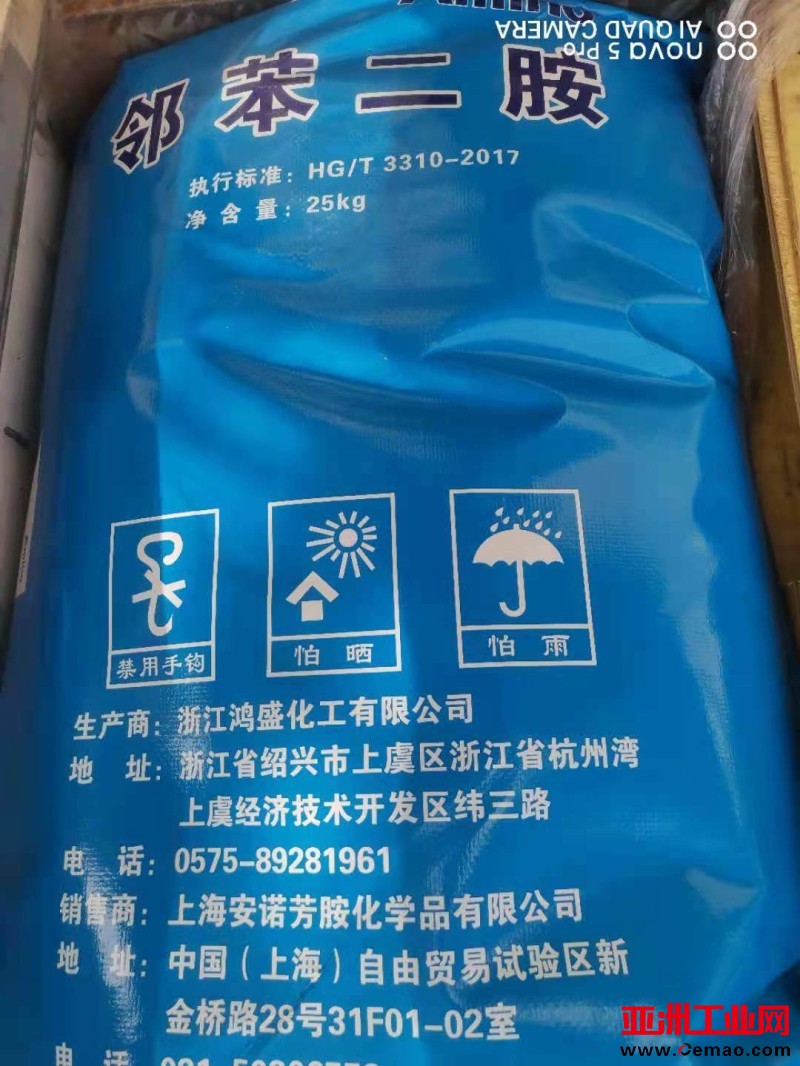 nova 5 Pro
AI QUAD CAMERA
邻苯二胺
执行标准：HG/T 3310-2017
净含量：25kg
禁用手钩
怕晒
怕雨
生产商：浙江鸿盛化工有限公司
地 址：浙江省绍兴市上虞区浙江省杭州湾
上虞经济技术开发区纬三路
电 话：0575-89281961
销售商：上海安诺芳胺化学品有限公司
地 址：中国（上海）自由贸易试验区新
金桥路28号31F01-02室
电 话
亚洲工业网
www.Cemao.com